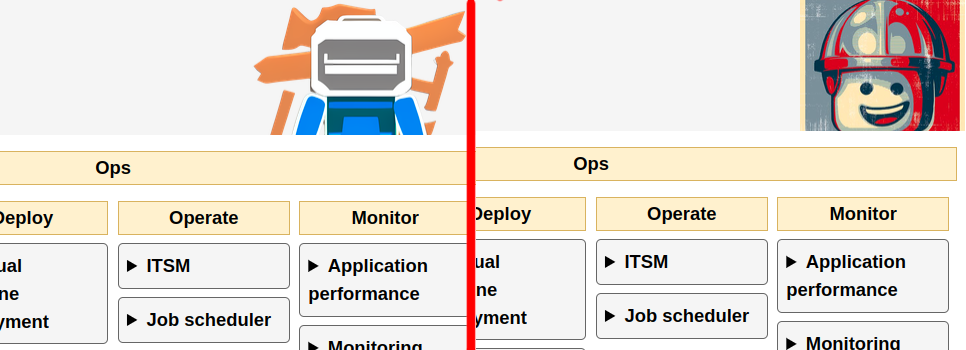 Ops
Deploy
Operate
Monitor
ual
ne
yment
▶ ITSM
▶ Job scheduler
▶ Application
performance
▶ Monitoring
Ops
Deploy
Operate
Monitor
ual
ne
yment
▶ ITSM
▶ Job scheduler
▶ Application
performance
▶ Monitoring